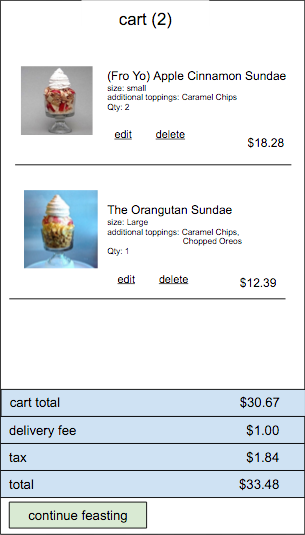 cart (2)
(Fro Yo) Apple Cinnamon Sundae
size: small
additional toppings: Caramel Chips
Qty: 2
edit delete
$18.28
The Orangutan Sundae
size: Large
additional toppings: Caramel Chips,
Chopped Oreos
Qty: 1
edit delete
$12.39
cart total $30.67
delivery fee $1.00
tax $1.84
total $33.48
continue feasting